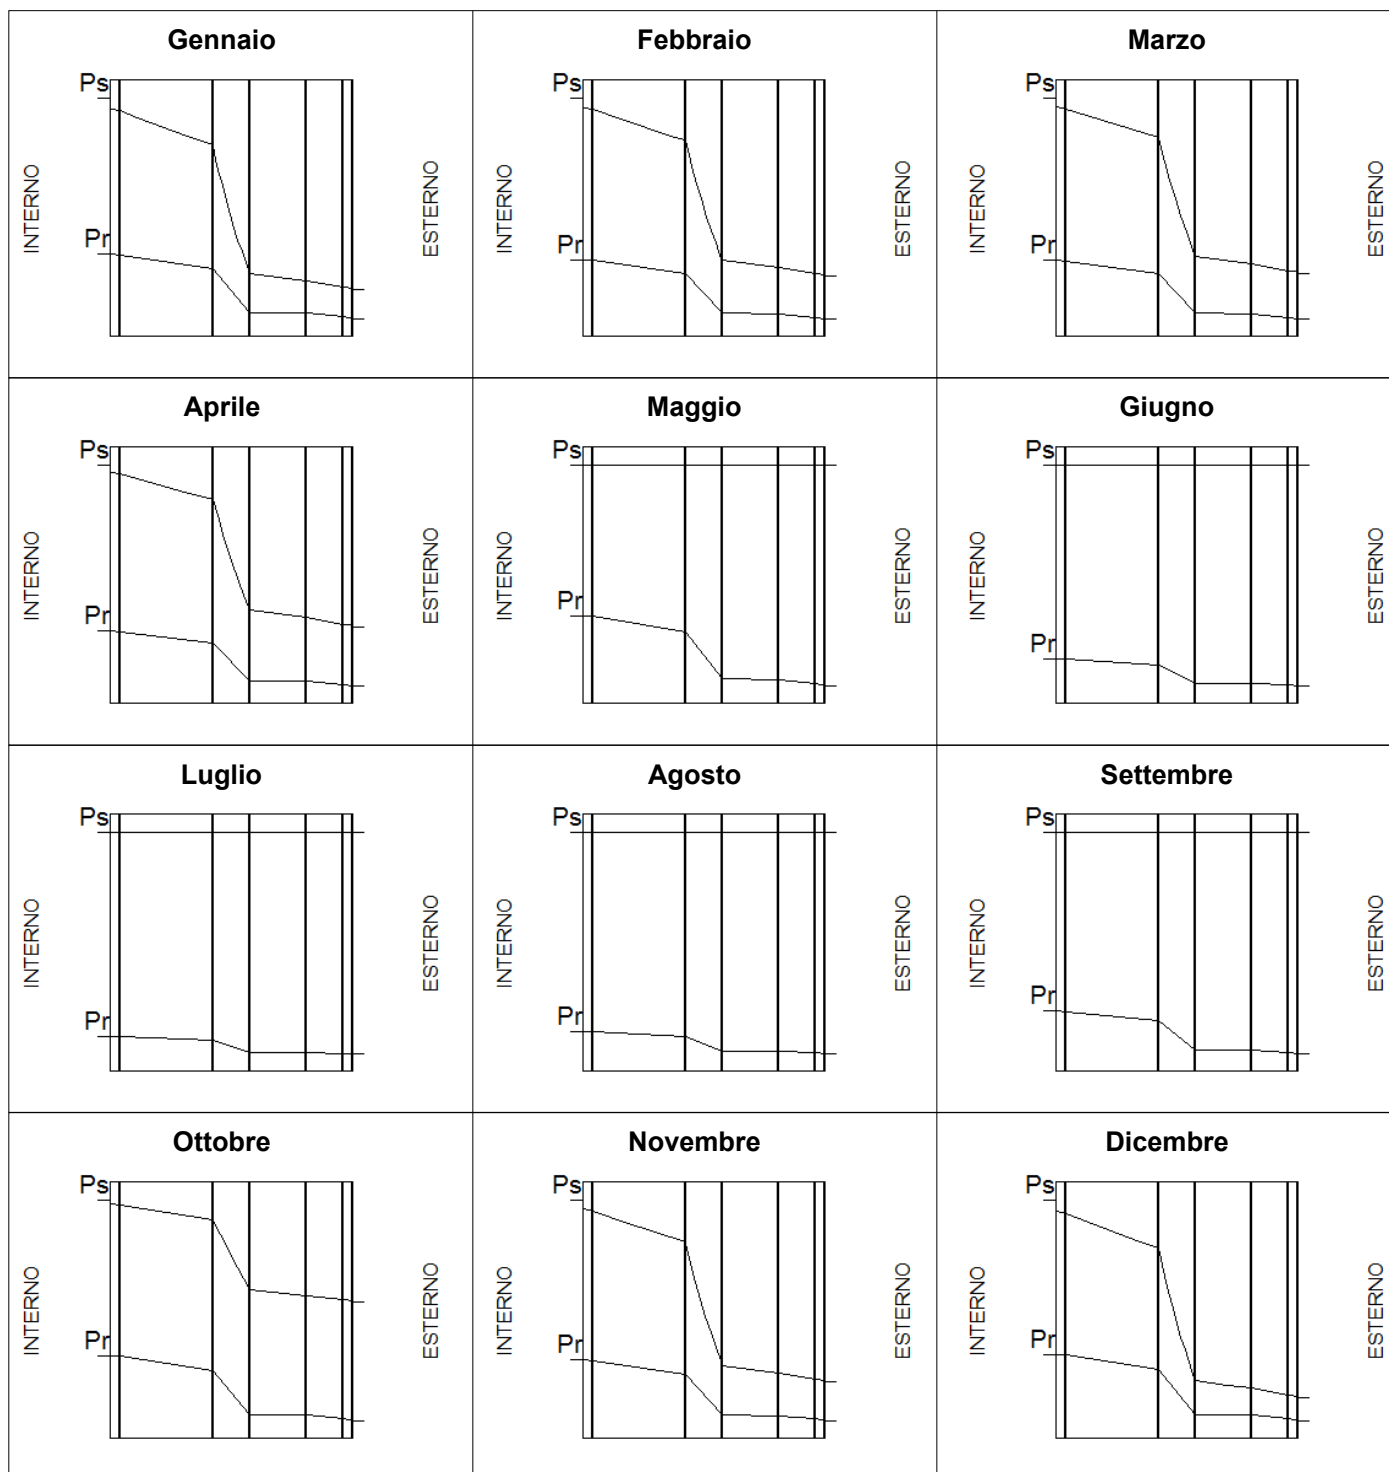 Gennaio
Ps
INTERNO
Pr
ESTERNO
Febbraio
Ps
INTERNO
Pr
ESTERNO
Marzo
Ps
INTERNO
Pr
ESTERNO
Aprile
Ps
INTERNO
Pr
ESTERNO
Maggio
Ps
INTERNO
Pr
ESTERNO
Giugno
Ps
INTERNO
Pr
ESTERNO
Luglio
Ps
INTERNO
Pr
ESTERNO
Agosto
Ps
INTERNO
Pr
ESTERNO
Settembre
Ps
INTERNO
Pr
ESTERNO
Ottobre
Ps
INTERNO
Pr
ESTERNO
Novembre
Ps
INTERNO
Pr
ESTERNO
Dicembre
Ps
INTERNO
Pr
ESTERNO